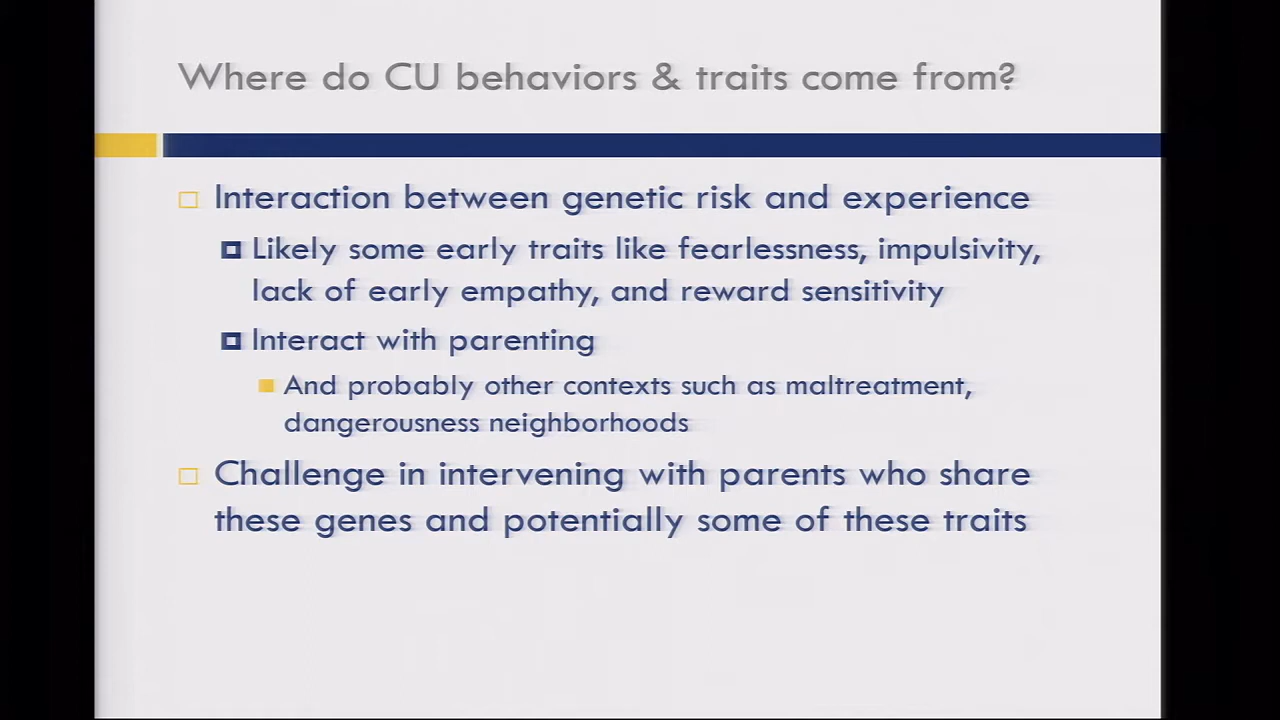 Where do CU behaviors & traits come from?
Interaction between genetic risk and experience
Likely some early traits like fearlessness, impulsivity,
lack of early empathy, and reward sensitivity
Interact with parenting
And probably other contexts such as maltreatment,
dangerousness neighborhoods
Challenge in intervening with parents who share
these genes and potentially some of these traits